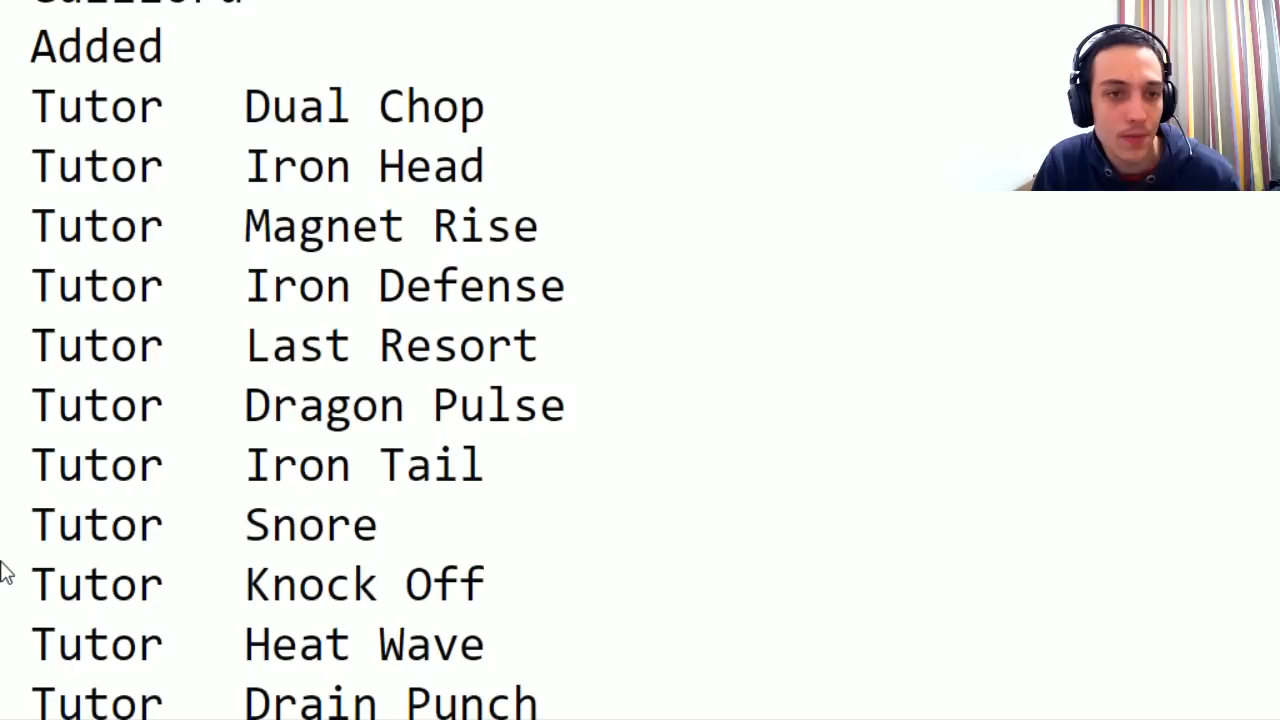 Added
Tutor Dual Chop
Tutor Iron Head
Tutor Magnet Rise
Tutor Iron Defense
Tutor Last Resort
Tutor Dragon Pulse
Tutor Iron Tail
Tutor Snore
Tutor Knock Off
Tutor Heat Wave
Tutor Drain Punch